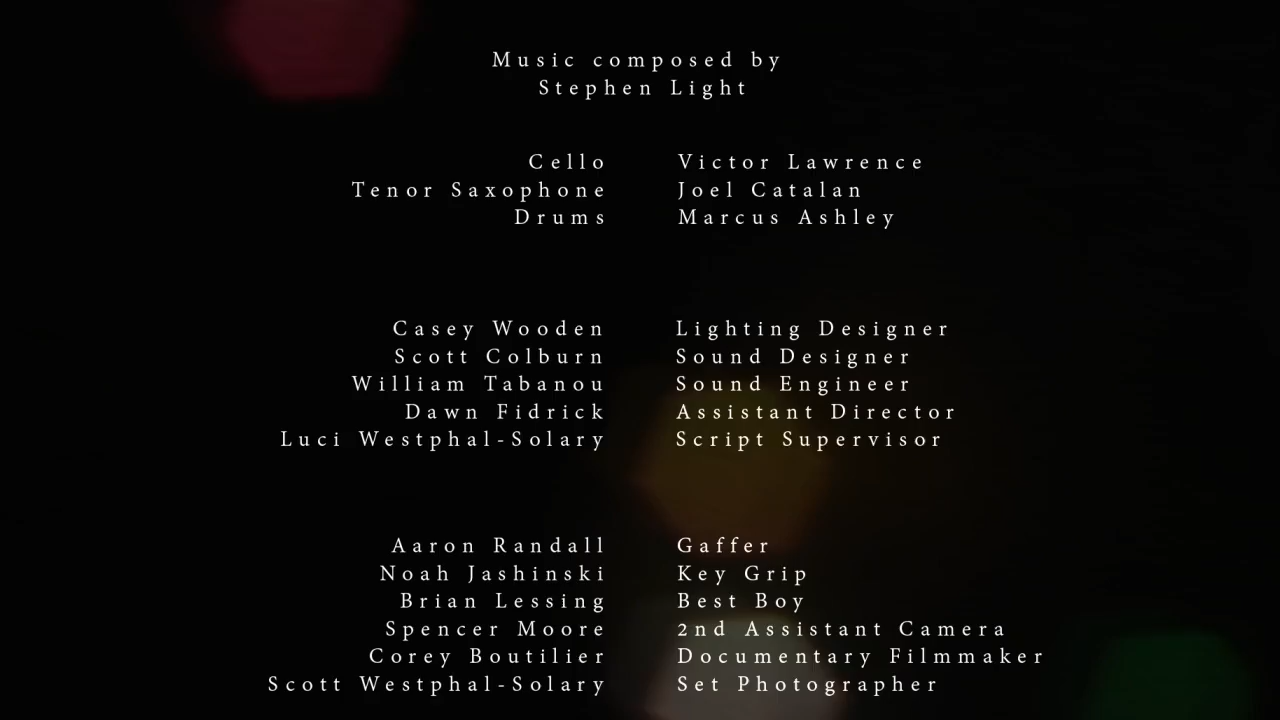 Music composed by
Stephen Light
Cello Victor Lawrence
Tenor Saxophone Joel Catalan
Drums Marcus Ashley
Casey Wooden Lighting Designer
Scott Colburn Sound Designer
William Tabanou Sound Engineer
Dawn Fidrick Assistant Director
Luci Westphal-Solary Script Supervisor
Aaron Randall Gaffer
Noah Jashinski Key Grip
Brian Lessing Best Boy
Spencer Moore 2nd Assistant Camera
Corey Boutilier Documentary Filmmaker
Scott Westphal-Solary Set Photographer